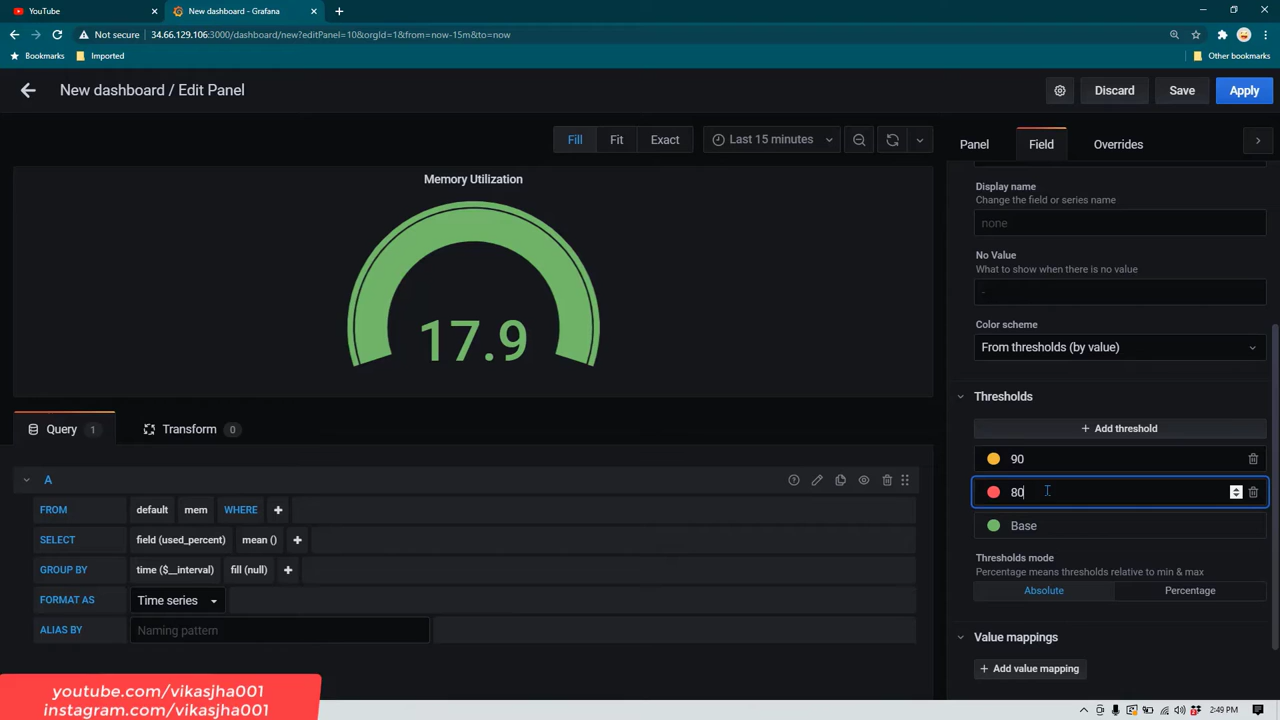 YouTube
New dashboard - Grafana
Not secure
34.66.129.106:3000/dashboard/new?editPanel=10&orgId=1&from=now-15m&to=now
Bookmarks
Imported
Other bookmarks
New dashboard / Edit Panel
Discard
Save
Apply
Fill
Fit
Exact
Last 15 minutes
Panel
Field
Overrides
Memory Utilization
17.9
Display name
Change the field or series name
none
No Value
What to show when there is no value
-
Color scheme
From thresholds (by value)
Thresholds
+ Add threshold
90
80
Base
Thresholds mode
Percentage means thresholds relative to min & max
Absolute
Percentage
Value mappings
+ Add value mapping
Query
1
Transform
0
A
FROM default mem WHERE +
SELECT field (used_percent) mean () +
GROUP BY time ($__interval) fill (null) +
FORMAT AS Time series
ALIAS BY Naming pattern
youtube.com/vikasjha001
instagram.com/vikasjha001
2:49 PM